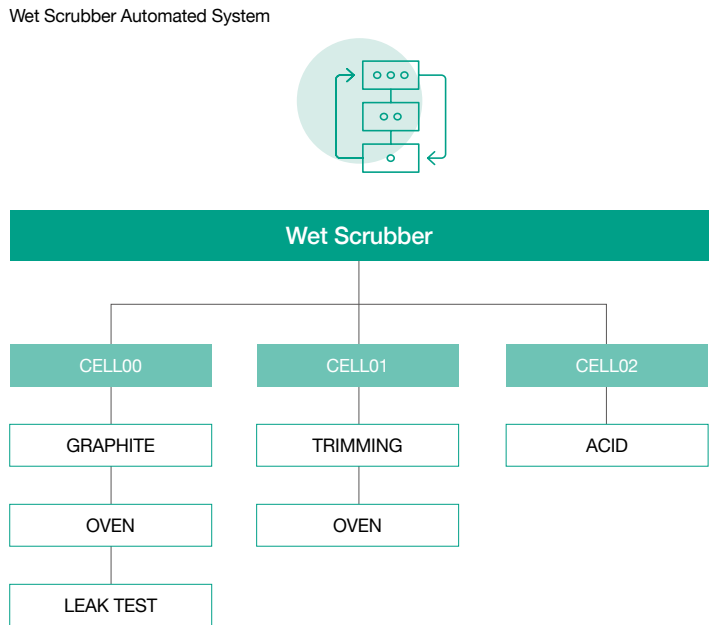 Wet Scrubber Automated System
Wet Scrubber
CELL00
CELL01
CELL02
GRAPHITE
TRIMMING
ACID
OVEN
OVEN
LEAK TEST